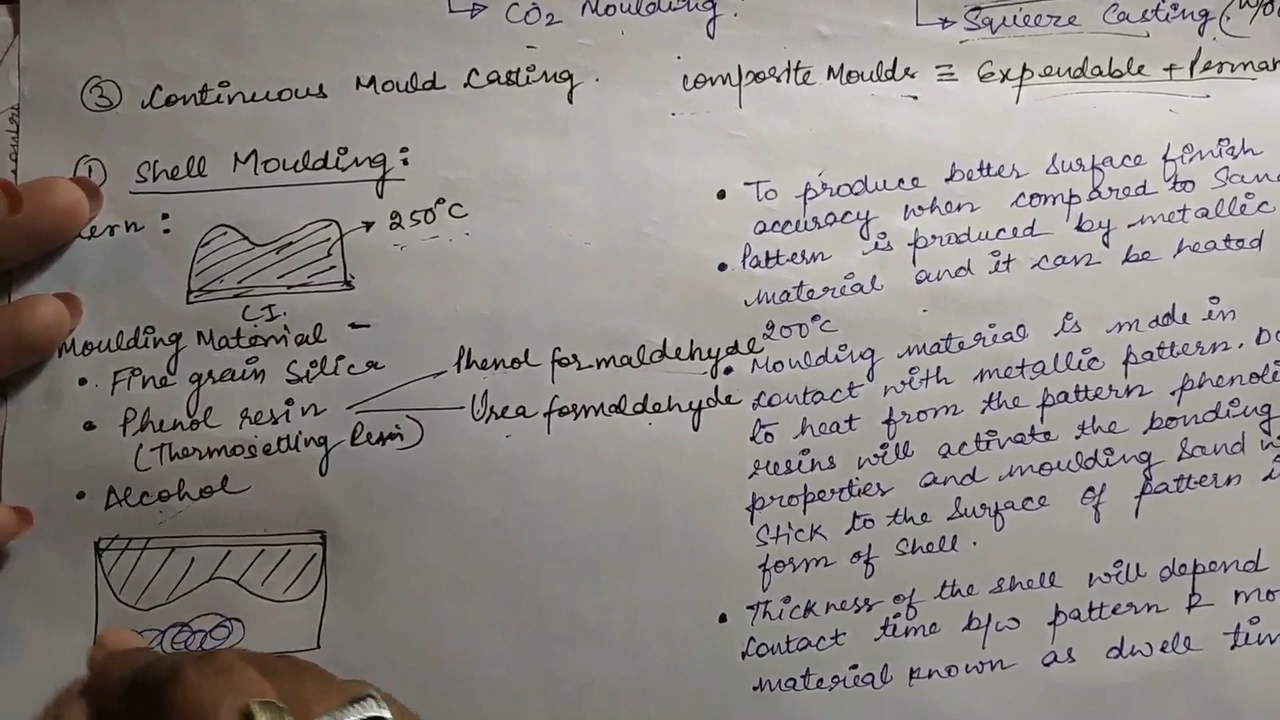 ↳ CO2 Moulding.
↳ Squeeze Casting (
③ Continuous Mould Casting.
Composite Moulds ≡ Expendable + Perman
① Shell Moulding:
tern :
→ 250°C
C.I.
Moulding Material -
• Fine grain Silica
• Phenol resin
(Thermosetting Resin)
Phenol formaldehyde
Urea formaldehyde
• Alcohol
• To produce better surface finish
accuracy when compared to San
• Pattern is produced by metallic
material and it can be heated
200°C
• Moulding material is made in
contact with metallic pattern. D
to heat from the pattern phenoli
resins will activate the bonding
properties and moulding sand w
stick to the surface of pattern i
form of shell.
• Thickness of the shell will depend
contact time b/w pattern & mo
material known as dwell tim